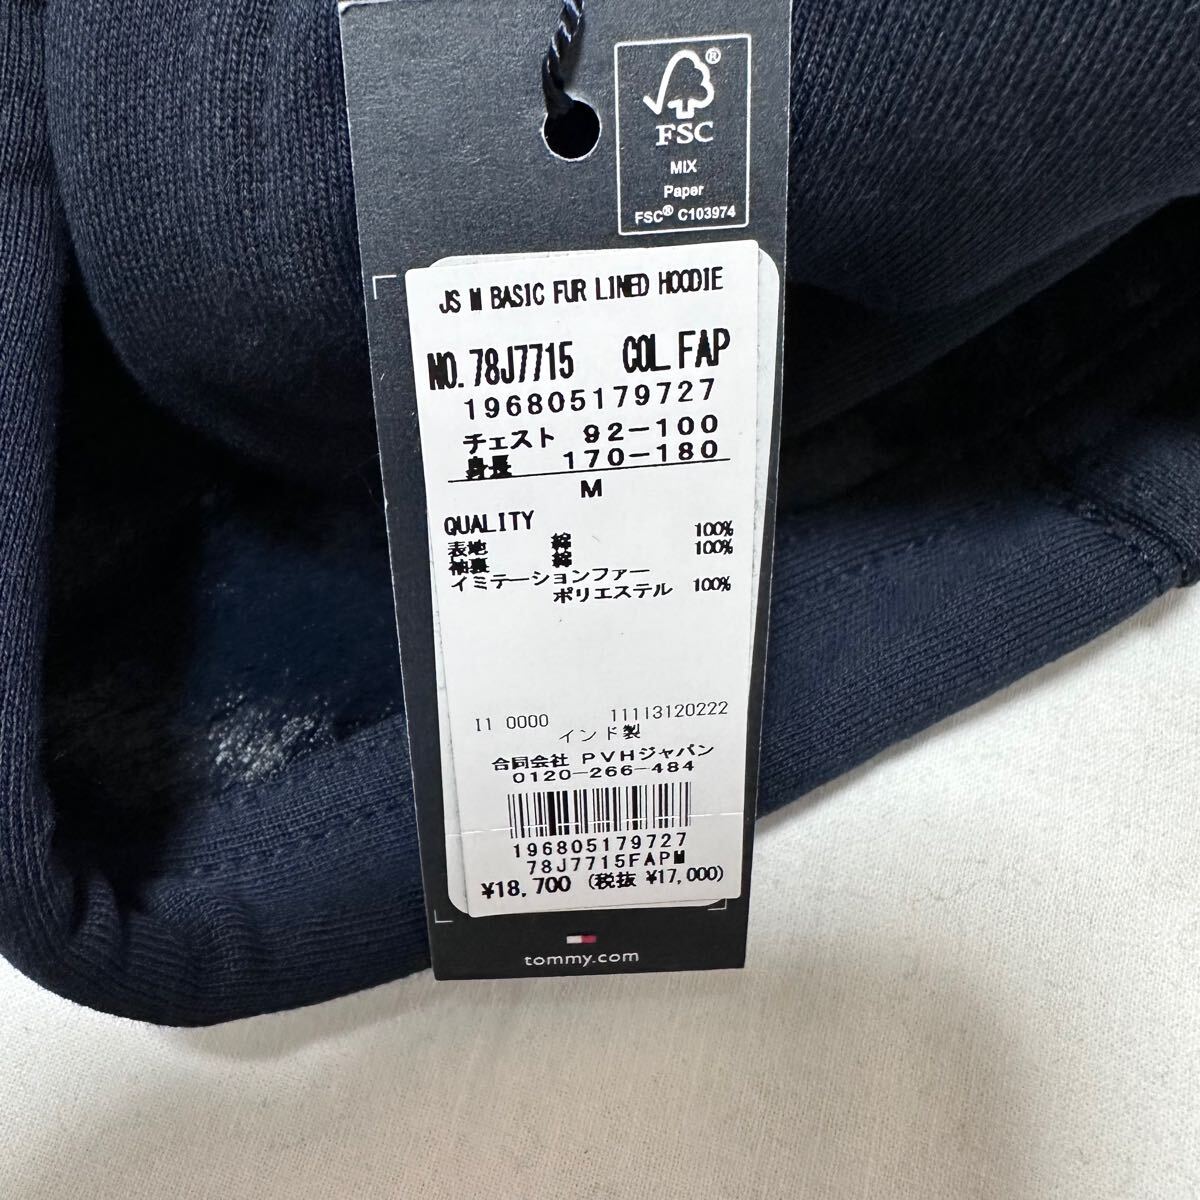 FSC
MIX
Paper
FSC® C103974
JS M BASIC FUR LINED HOODIE
NO. 78J7715 COL FAP
196805179727
チェスト 92-100
身長 170-180
M
QUALITY
表地 綿 100%
袖裏 綿 100%
イミテーションファー
ポリエステル 100%
I1 0000 11113120222
インド製
合同会社 PVHジャパン
0120-266-484
196805179727
78J7715FAPM
¥18,700 (税抜 ¥17,000)
tommy.com